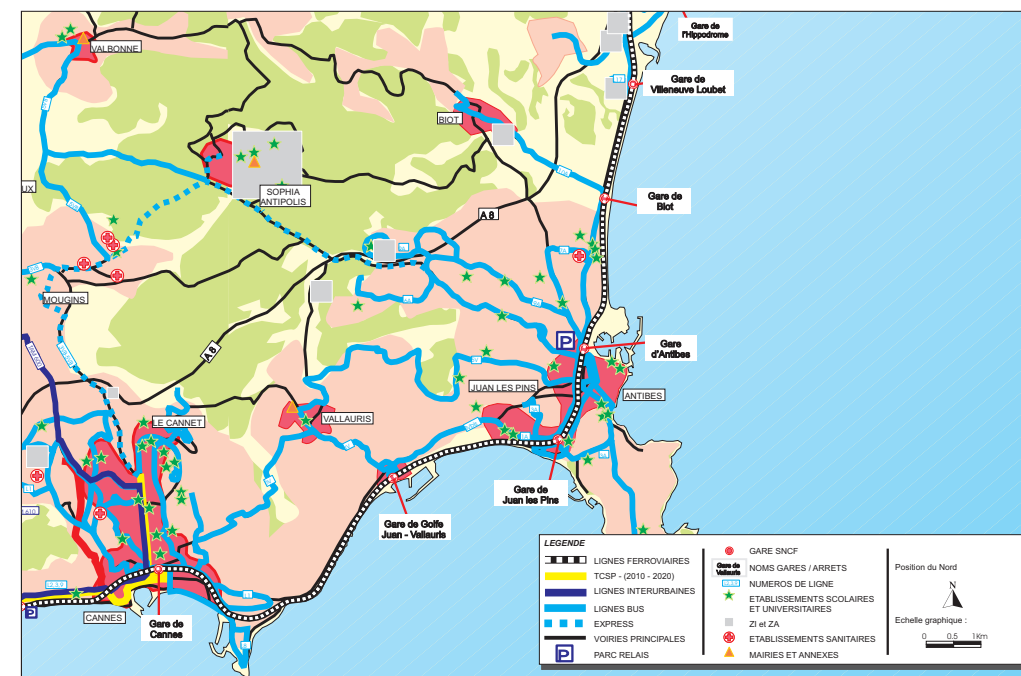 Gare de
l'Hippodrome
VALBONNE
Gare de
Villeneuve Loubet
BIOT
UX
SOPHIA
ANTIPOLIS
Gare de
Biot
A 8
MOUGINS
A 8
Gare
d'Antibes
JUAN LES PINS
ANTIBES
VALLAURIS
LE CANNET
Gare de
Juan les Pins
Gare de Golfe
Juan - Vallauris
CANNES
Gare de
Cannes
P
P
LEGENDE
LIGNES FERROVIAIRES
TCSP - (2010 - 2020)
LIGNES INTERURBAINES
LIGNES BUS
EXPRESS
VOIRIES PRINCIPALES
P
PARC RELAIS
GARE SNCF
Gare de
Vallauris
NOMS GARES / ARRETS
NUMEROS DE LIGNE
ETABLISSEMENTS SCOLAIRES
ET UNIVERSITAIRES
ZI et ZA
ETABLISSEMENTS SANITAIRES
MAIRIES ET ANNEXES
Position du Nord
N
Echelle graphique :
0 0.5 1Km